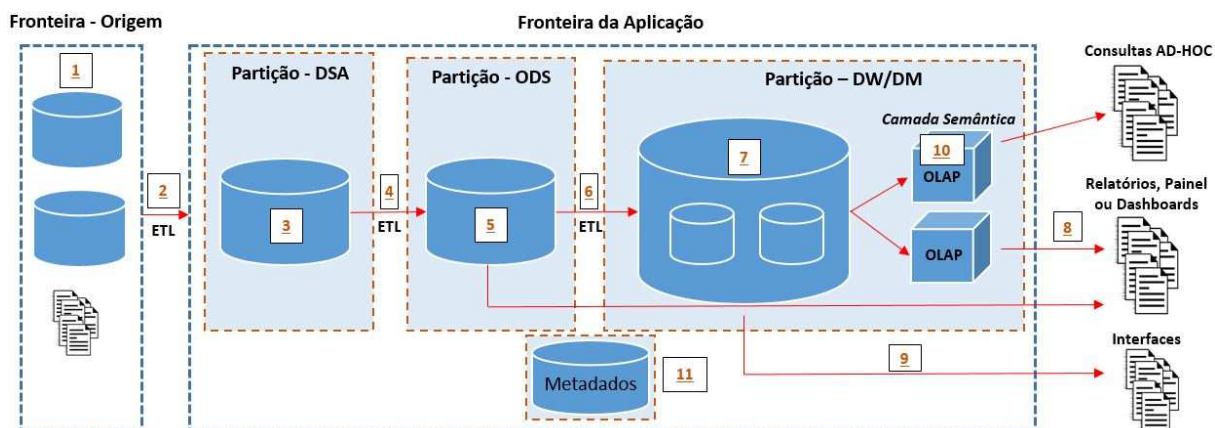 Fronteira - Origem
Fronteira da Aplicação
1
2
ETL
Partição - DSA
3
4
ETL
Partição - ODS
5
6
ETL
Partição – DW/DM
7
Camada Semântica
10
OLAP
OLAP
Consultas AD-HOC
8
Relatórios, Painel
ou Dashboards
9
Interfaces
Metadados
11